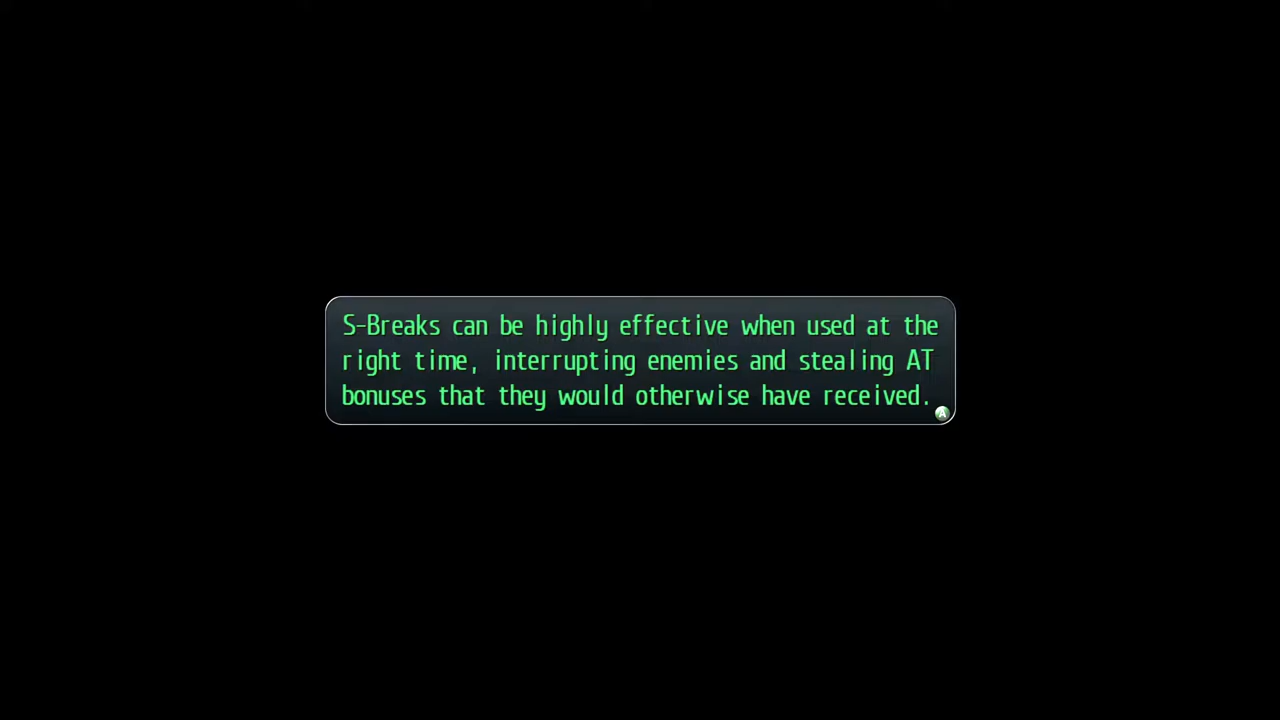 S-Breaks can be highly effective when used at the
right time, interrupting enemies and stealing AT
bonuses that they would otherwise have received.
A